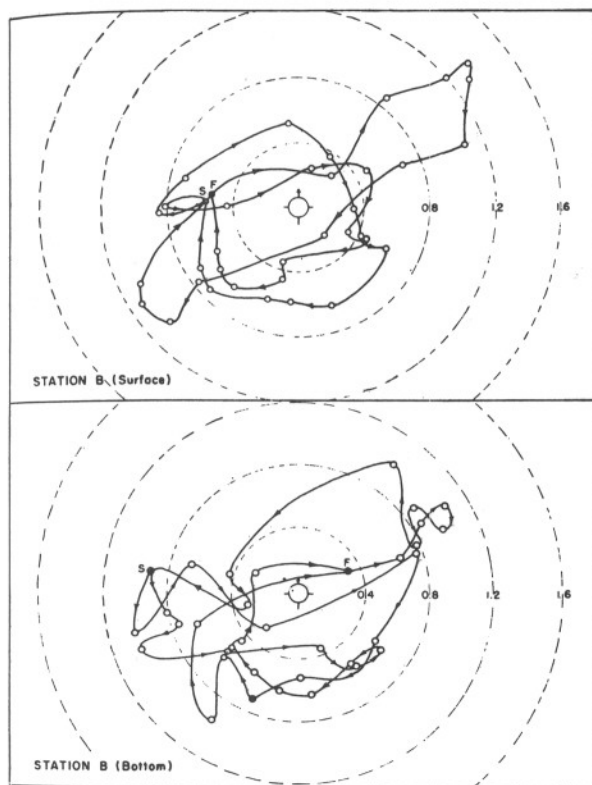 S F
0.8 1.2 1.6
STATION B (Surface)
S F
0.4 0.8 1.2 1.6
STATION B (Bottom)